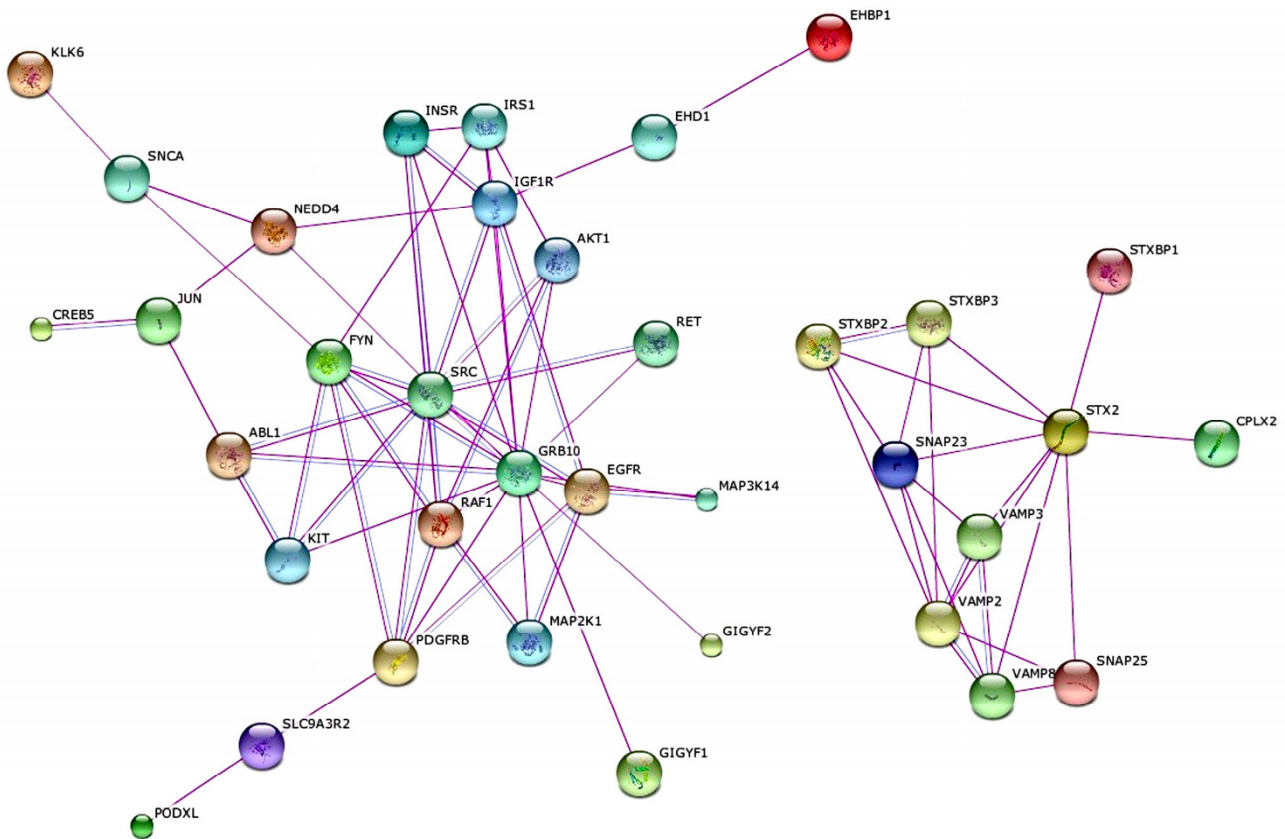 EHBP1
KLK6
INSR
IRS1
EHD1
SNCA
IGF1R
NEDD4
AKT1
STXBP1
JUN
STXBP3
CREB5
RET
STXBP2
FYN
SRC
STX2
CPLX2
ABL1
SNAP23
GRB10
EGFR
MAP3K14
RAF1
VAMP3
KIT
VAMP2
PDGFRB
MAP2K1
GIGYF2
SNAP25
VAMP8
SLC9A3R2
GIGYF1
PODXL